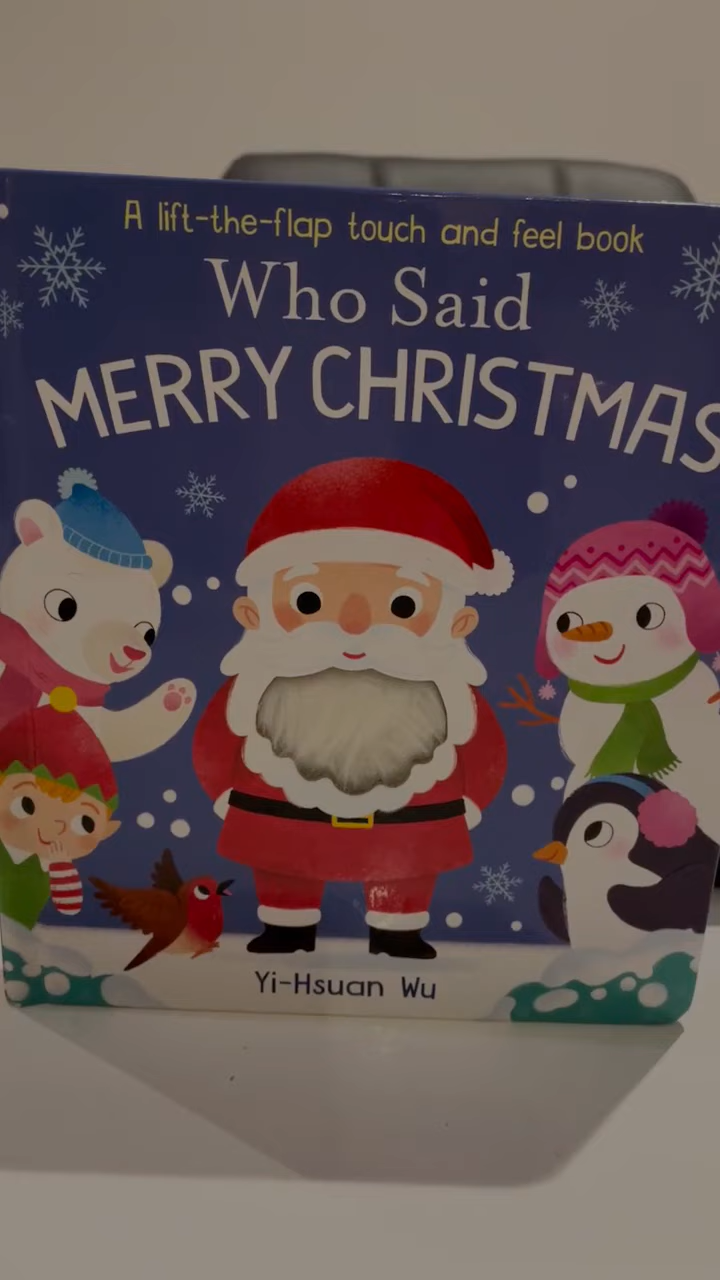 A lift-the-flap touch and feel book
Who Said
MERRY CHRISTMAS
Yi-Hsuan Wu